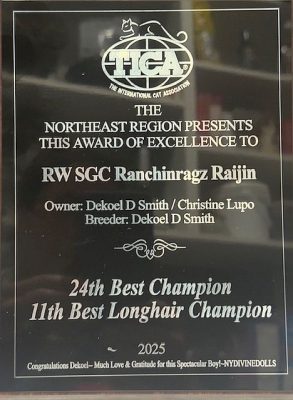 TICA®
THE INTERNATIONAL CAT ASSOCIATION
THE
NORTHEAST REGION PRESENTS
THIS AWARD OF EXCELLENCE TO
RW SGC Ranchinragz Raijin
Owner: Dekoel D Smith / Christine Lupo
Breeder: Dekoel D Smith
24th Best Champion
11th Best Longhair Champion
~ 2025
Congratulations Dekoel~ Much Love & Gratitude for this Spectacular Boy!~NYDIVINEDOLLS